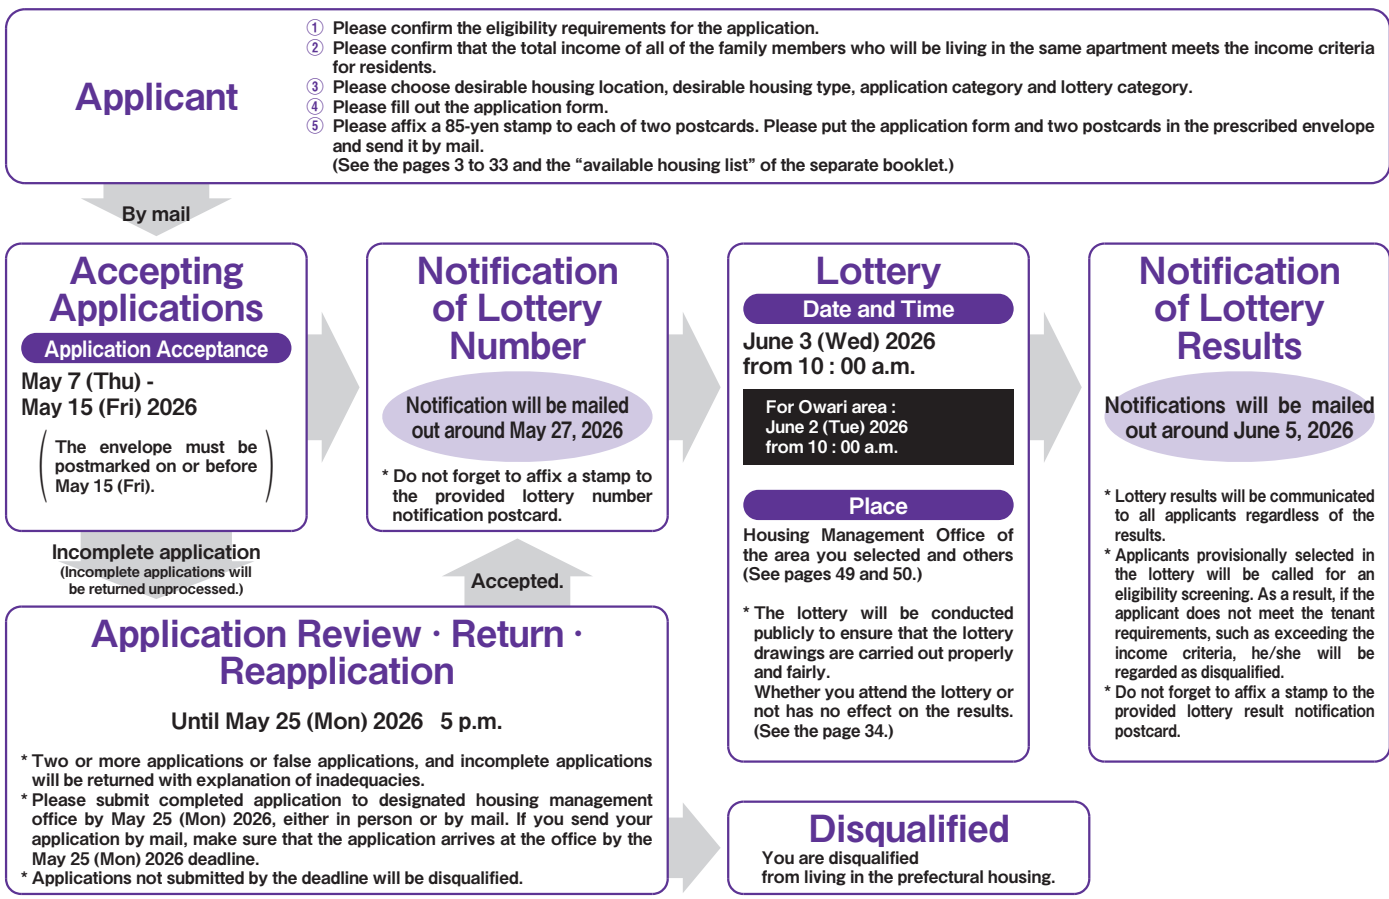 Applicant
① Please confirm the eligibility requirements for the application.
② Please confirm that the total income of all of the family members who will be living in the same apartment meets the income criteria
for residents.
③ Please choose desirable housing location, desirable housing type, application category and lottery category.
④ Please fill out the application form.
⑤ Please affix a 85-yen stamp to each of two postcards. Please put the application form and two postcards in the prescribed envelope
and send it by mail.
(See the pages 3 to 33 and the “available housing list” of the separate booklet.)
By mail
Accepting
Applications
Application Acceptance
May 7 (Thu) -
May 15 (Fri) 2026
The envelope must be
postmarked on or before
May 15 (Fri).
Notification
of Lottery
Number
Notification will be mailed
out around May 27, 2026
* Do not forget to affix a stamp to
the provided lottery number
notification postcard.
Lottery
Date and Time
June 3 (Wed) 2026
from 10 : 00 a.m.
For Owari area :
June 2 (Tue) 2026
from 10 : 00 a.m.
Place
Housing Management Office of
the area you selected and others
(See pages 49 and 50.)
* The lottery will be conducted
publicly to ensure that the lottery
drawings are carried out properly
and fairly.
Whether you attend the lottery or
not has no effect on the results.
(See the page 34.)
Notification
of Lottery
Results
Notifications will be mailed
out around June 5, 2026
* Lottery results will be communicated
to all applicants regardless of the
results.
* Applicants provisionally selected in
the lottery will be called for an
eligibility screening. As a result, if the
applicant does not meet the tenant
requirements, such as exceeding the
income criteria, he/she will be
regarded as disqualified.
* Do not forget to affix a stamp to the
provided lottery result notification
postcard.
Incomplete application
(Incomplete applications will
be returned unprocessed.)
Accepted.
Application Review · Return ·
Reapplication
Until May 25 (Mon) 2026 5 p.m.
* Two or more applications or false applications, and incomplete applications
will be returned with explanation of inadequacies.
* Please submit completed application to designated housing management
office by May 25 (Mon) 2026, either in person or by mail. If you send your
application by mail, make sure that the application arrives at the office by the
May 25 (Mon) 2026 deadline.
* Applications not submitted by the deadline will be disqualified.
Disqualified
You are disqualified
from living in the prefectural housing.